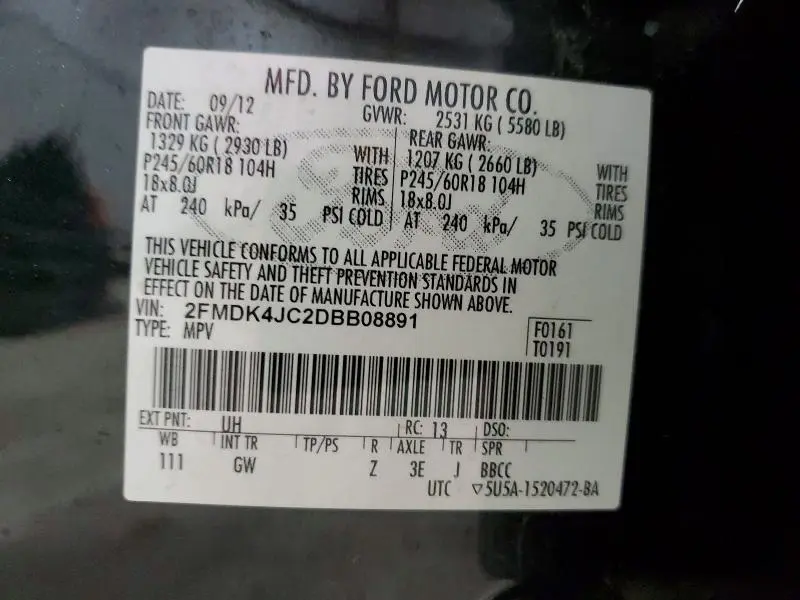 MFD. BY FORD MOTOR CO.
DATE: 09/12 GVWR: 2531 KG ( 5580 LB)
FRONT GAWR: REAR GAWR:
1329 KG ( 2930 LB) WITH 1207 KG ( 2660 LB) WITH
P245/60R18 104H TIRES P245/60R18 104H TIRES
18x8.0J RIMS 18x8.0J RIMS
AT 240 kPa/ 35 PSI COLD AT 240 kPa/ 35 PSI COLD
THIS VEHICLE CONFORMS TO ALL APPLICABLE FEDERAL MOTOR
VEHICLE SAFETY AND THEFT PREVENTION STANDARDS IN
EFFECT ON THE DATE OF MANUFACTURE SHOWN ABOVE.
VIN: 2FMDK4JC2DBB08891 F0161
TYPE: MPV T0191
EXT PNT: UH RC: 13 DSO:
WB INT TR TP/PS R AXLE TR SPR
111 GW Z 3E J BBCC
UTC ▽5U5A-1520472-BA